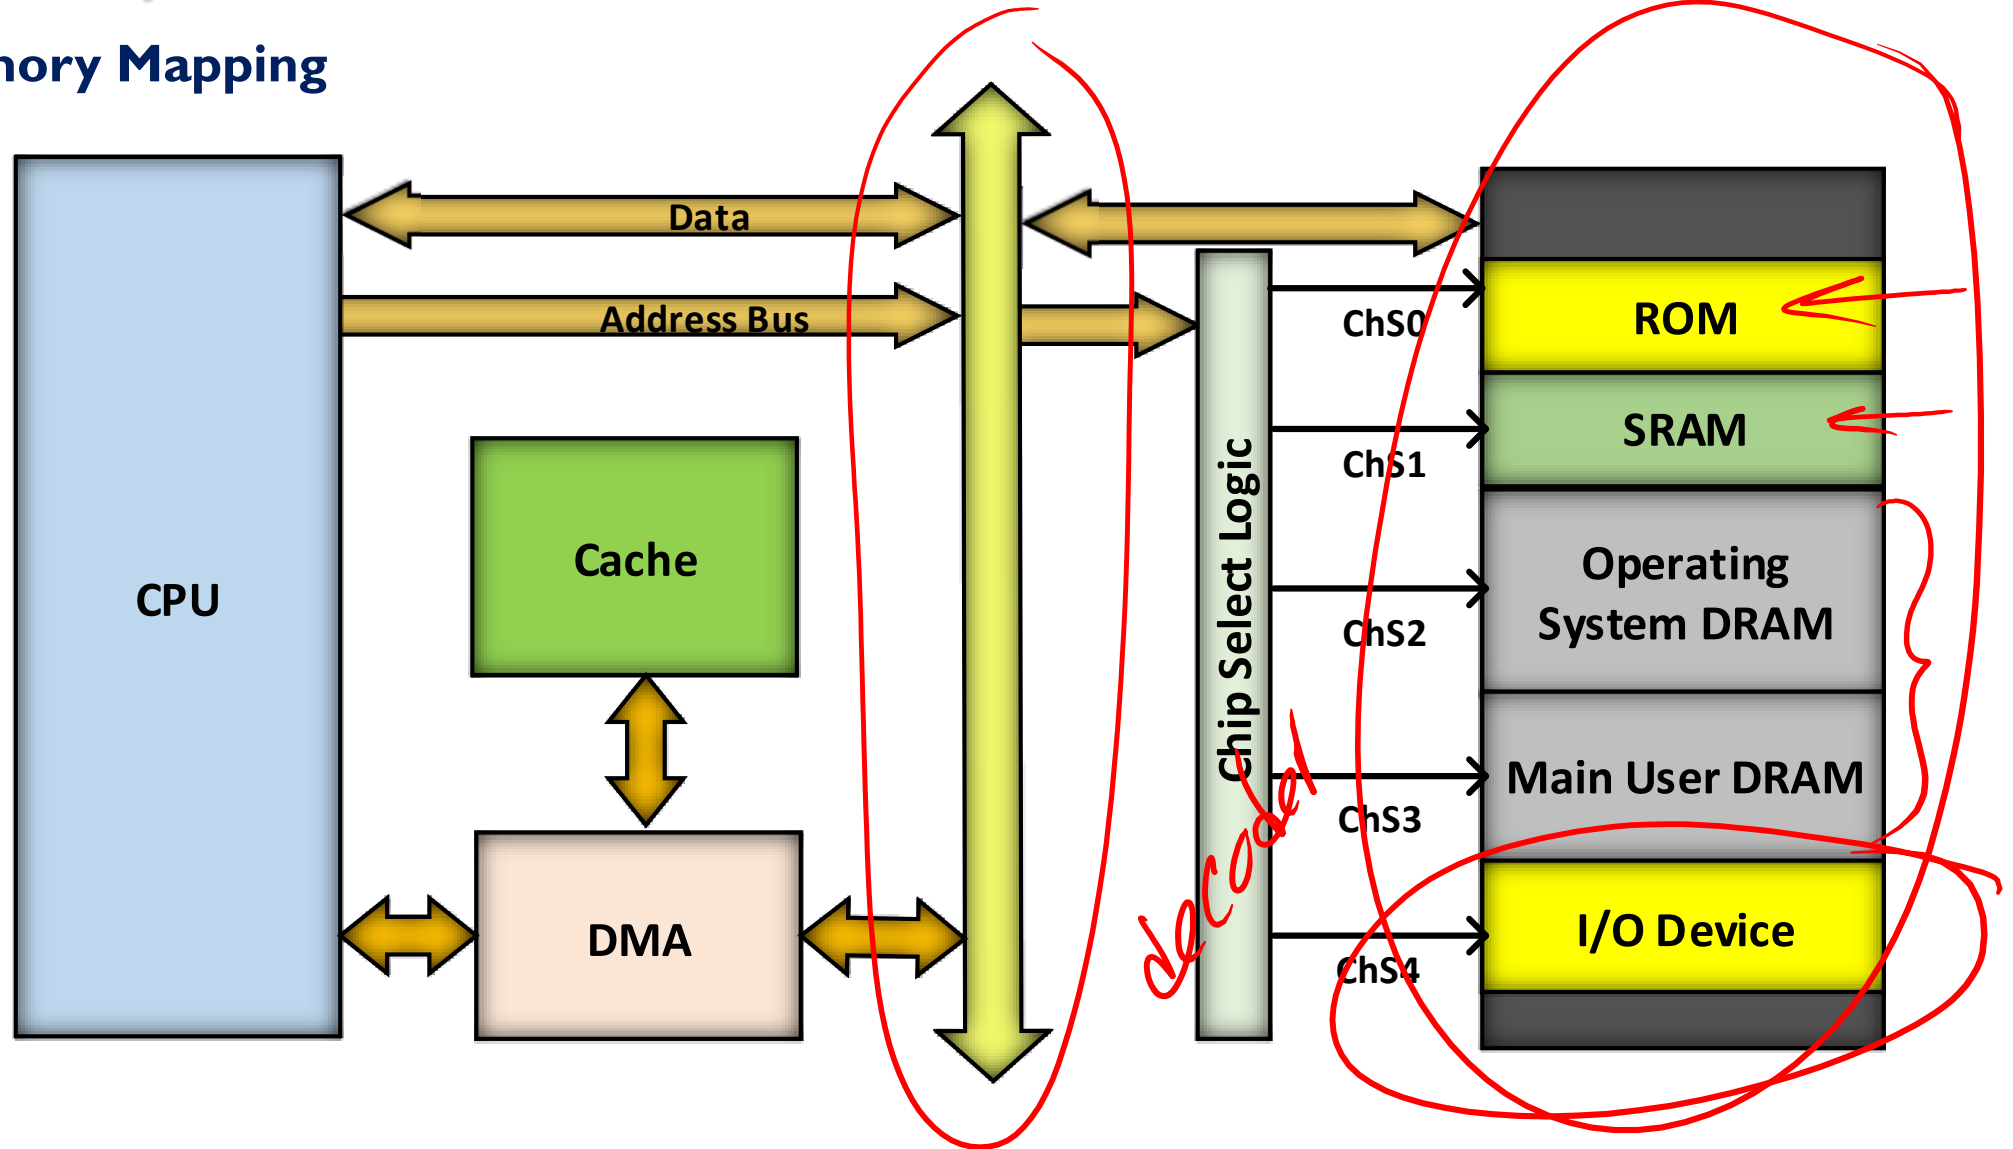 nory Mapping
Data
Address Bus
CPU
Cache
DMA
Chip Select Logic
decoder
ChS0
ChS1
ChS2
ChS3
ChS4
ROM
SRAM
Operating
System DRAM
Main User DRAM
I/O Device